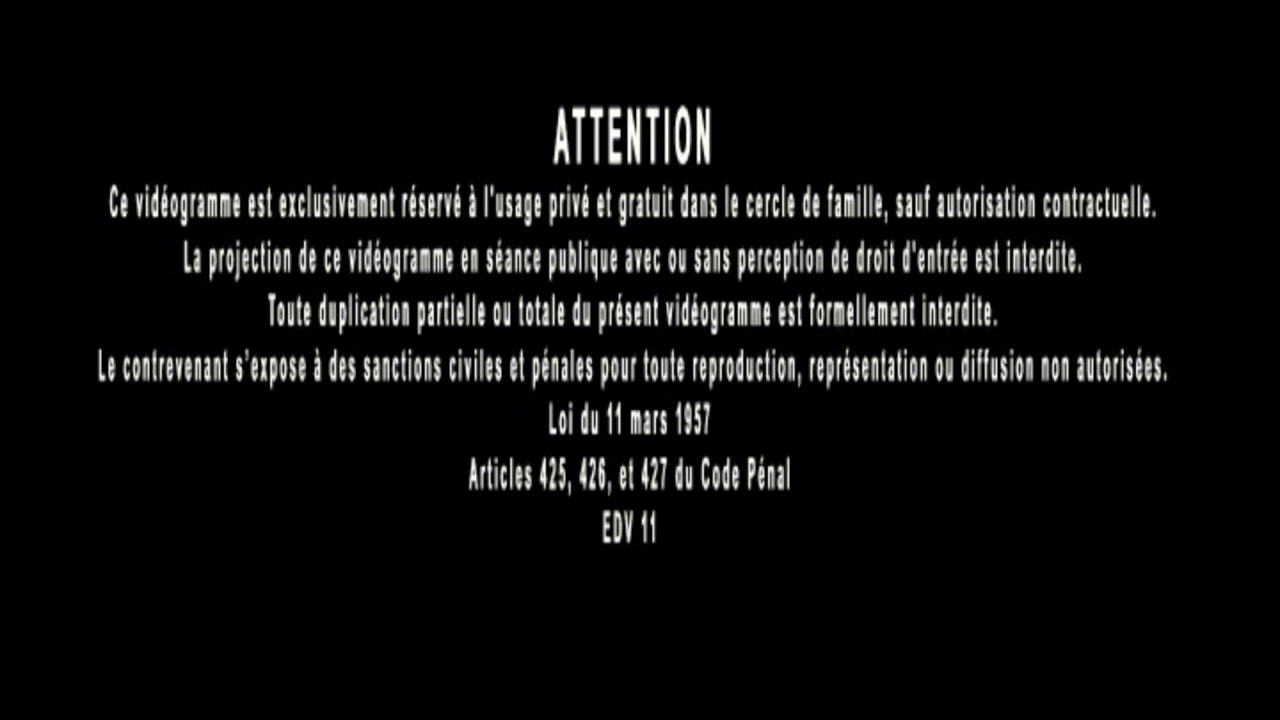 ATTENTION
Ce vidéogramme est exclusivement réservé à l'usage privé et gratuit dans le cercle de famille, sauf autorisation contractuelle.
La projection de ce vidéogramme en séance publique avec ou sans perception de droit d'entrée est interdite.
Toute duplication partielle ou totale du présent vidéogramme est formellement interdite.
Le contrevenant s'expose à des sanctions civiles et pénales pour toute reproduction, représentation ou diffusion non autorisées.
Loi du 11 mars 1957
Articles 425, 426, et 427 du Code Pénal
EDV 11